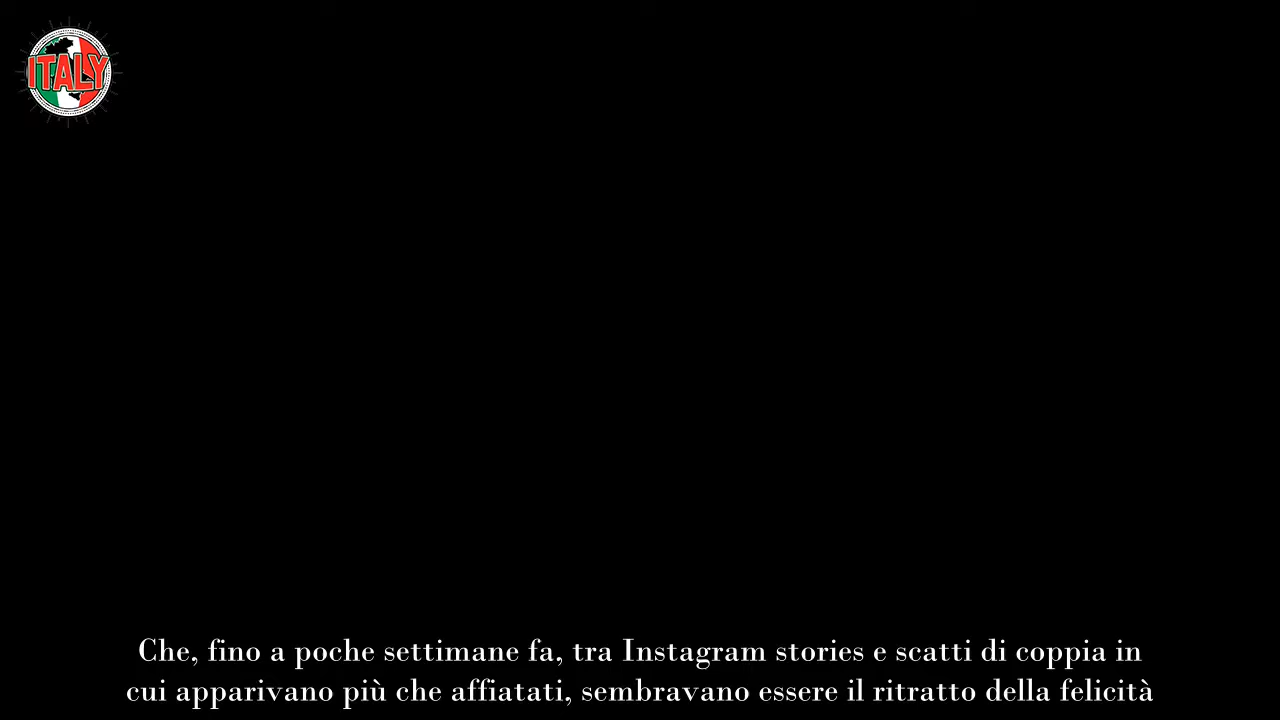 ITALY
Che, fino a poche settimane fa, tra Instagram stories e scatti di coppia in
cui apparivano più che affiatati, sembravano essere il ritratto della felicità